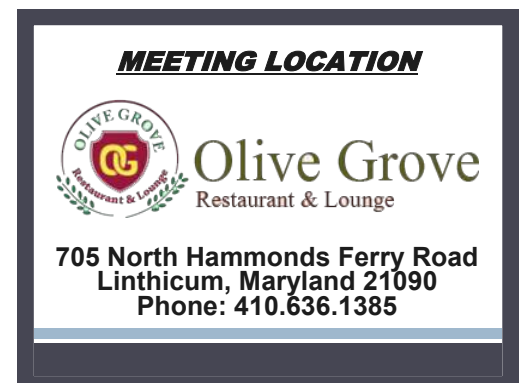 MEETING LOCATION
OLIVE GROVE
OG
Restaurant & Lounge
Olive Grove
Restaurant & Lounge
705 North Hammonds Ferry Road
Linthicum, Maryland 21090
Phone: 410.636.1385